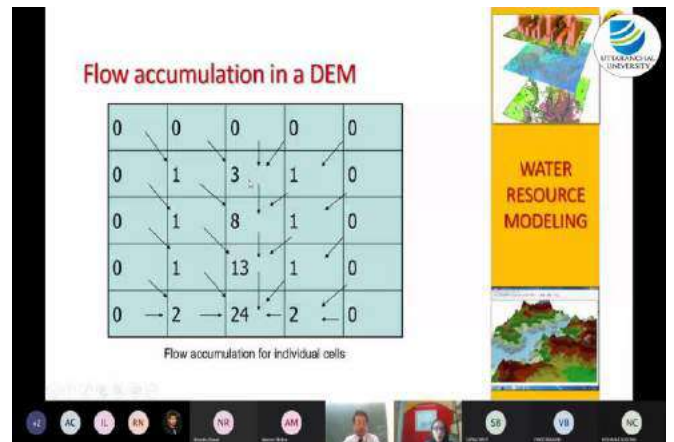 UTTARANCHAL
UNIVERSITY
Flow accumulation in a DEM
0 0 0 0 0
0 1 3 1 0
0 1 8 1 0
0 1 13 1 0
0 2 24 2 0
Flow accumulation for individual cells
WATER
RESOURCE
MODELING
+2 AC IL RN NR AM SB VB NC